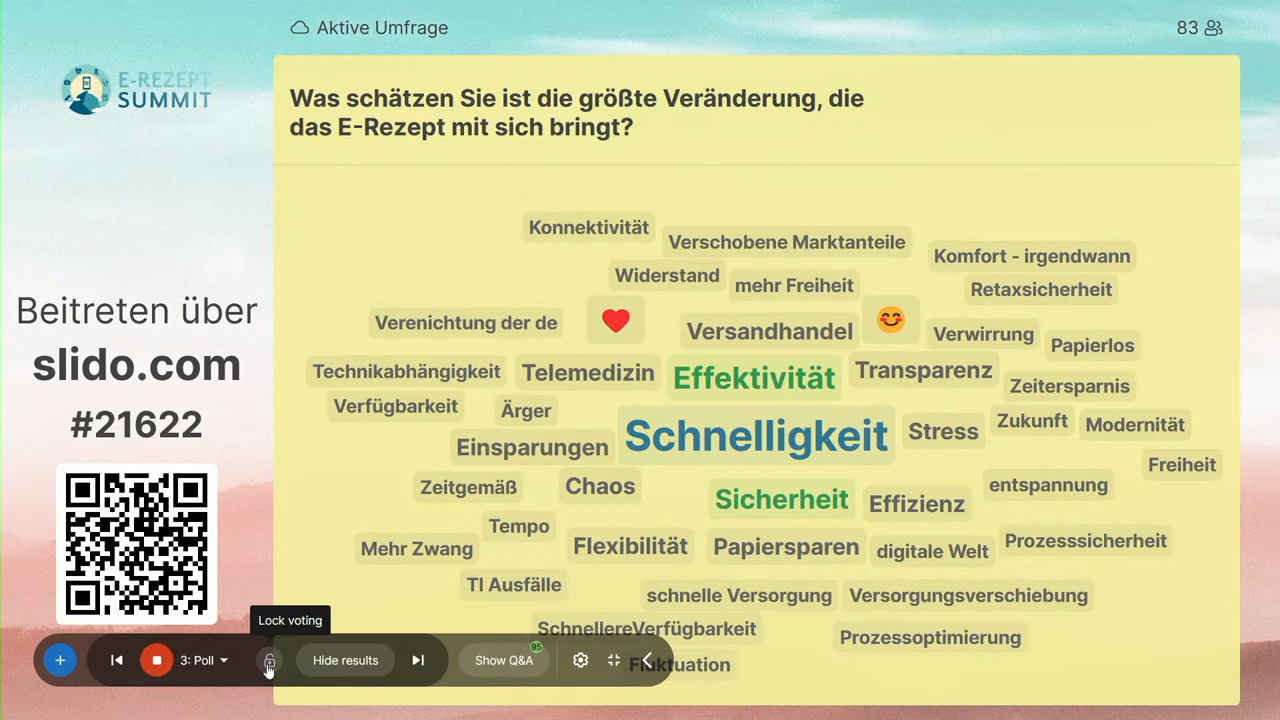 Aktive Umfrage
83
E-REZEPT
SUMMIT
Was schätzen Sie ist die größte Veränderung, die
das E-Rezept mit sich bringt?
Beitreten über
slido.com
#21622
Konnektivität
Verschobene Marktanteile
Komfort - irgendwann
Widerstand
mehr Freiheit
Retaxsicherheit
Verenichtung der de
Versandhandel
Verwirrung
Papierlos
Technikabhängigkeit
Telemedizin
Effektivität
Transparenz
Zeitersparnis
Verfügbarkeit
Ärger
Schnelligkeit
Stress
Zukunft
Modernität
Einsparungen
Freiheit
Zeitgemäß
Chaos
Sicherheit
Effizienz
entspannung
Tempo
Mehr Zwang
Flexibilität
Papiersparen
digitale Welt
Prozesssicherheit
TI Ausfälle
schnelle Versorgung
Versorgungsverschiebung
SchnellereVerfügbarkeit
Prozessoptimierung
Fluktuation
Lock voting
3: Poll
Hide results
Show Q&A
95